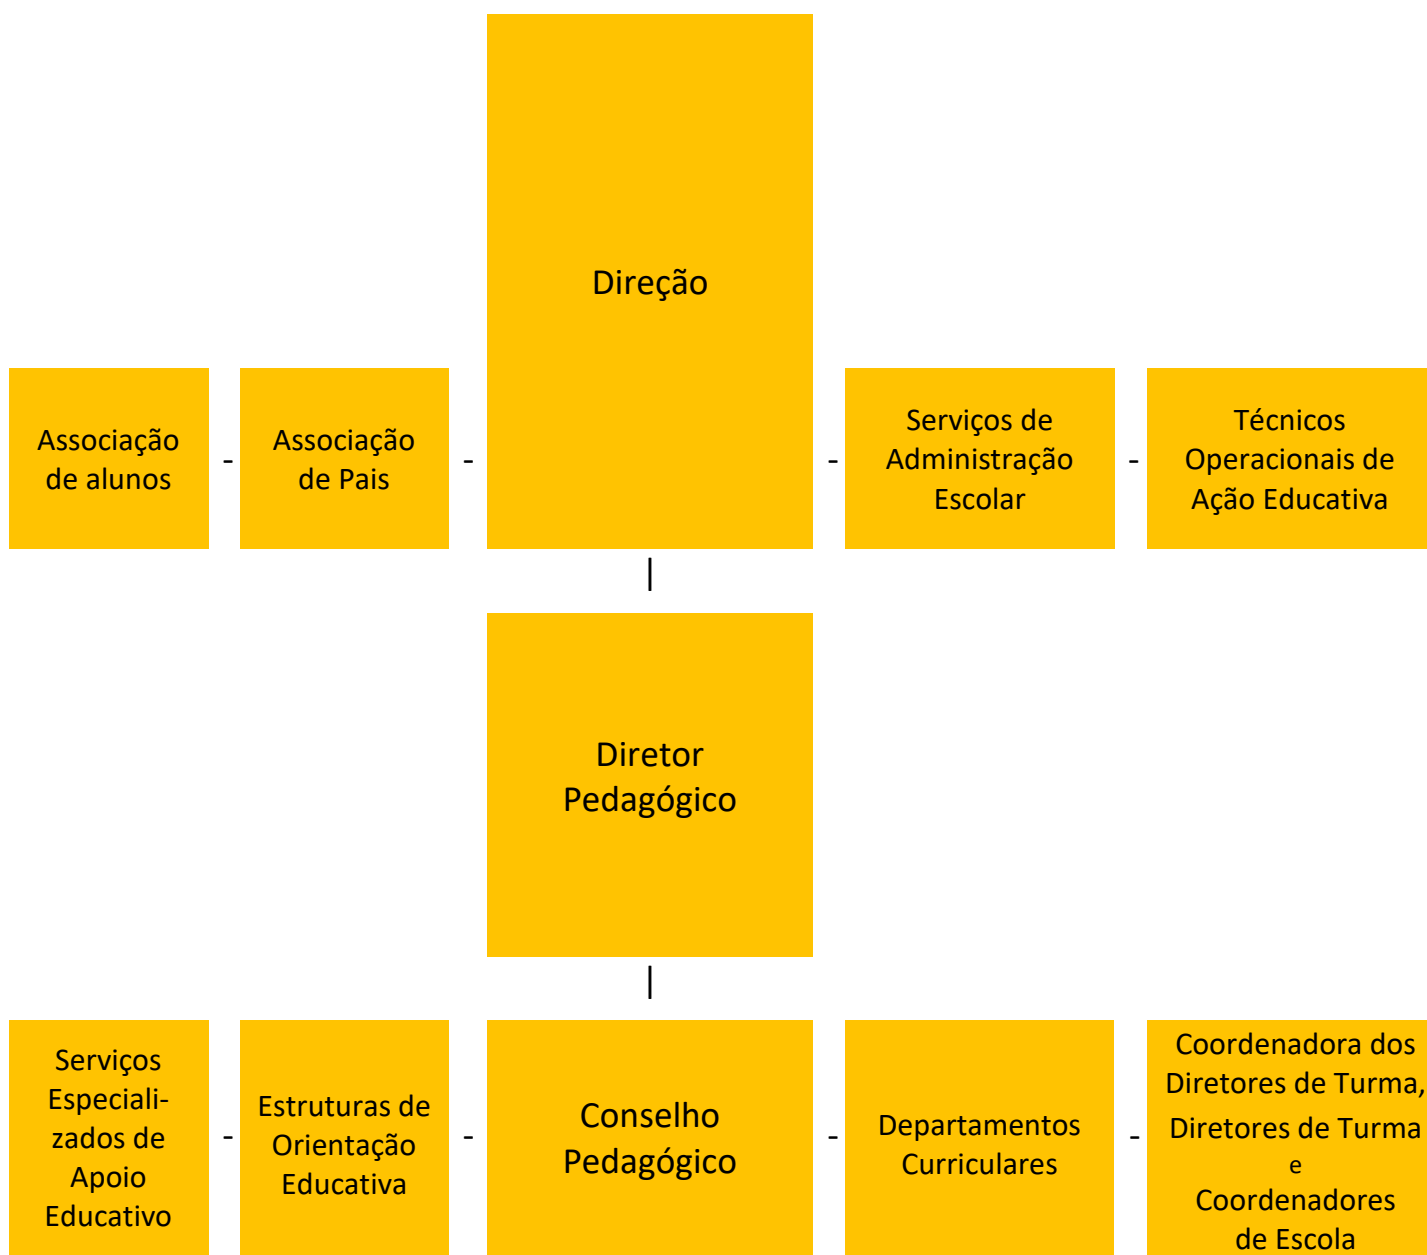 Direção
Associação
de alunos
-
Associação
de Pais
-
-
Serviços de
Administração
Escolar
-
Técnicos
Operacionais de
Ação Educativa
|
Diretor
Pedagógico
|
Serviços
Especiali-
zados de
Apoio
Educativo
-
Estruturas de
Orientação
Educativa
-
Conselho
Pedagógico
-
Departamentos
Curriculares
-
Coordenadora dos
Diretores de Turma,
Diretores de Turma
e
Coordenadores
de Escola